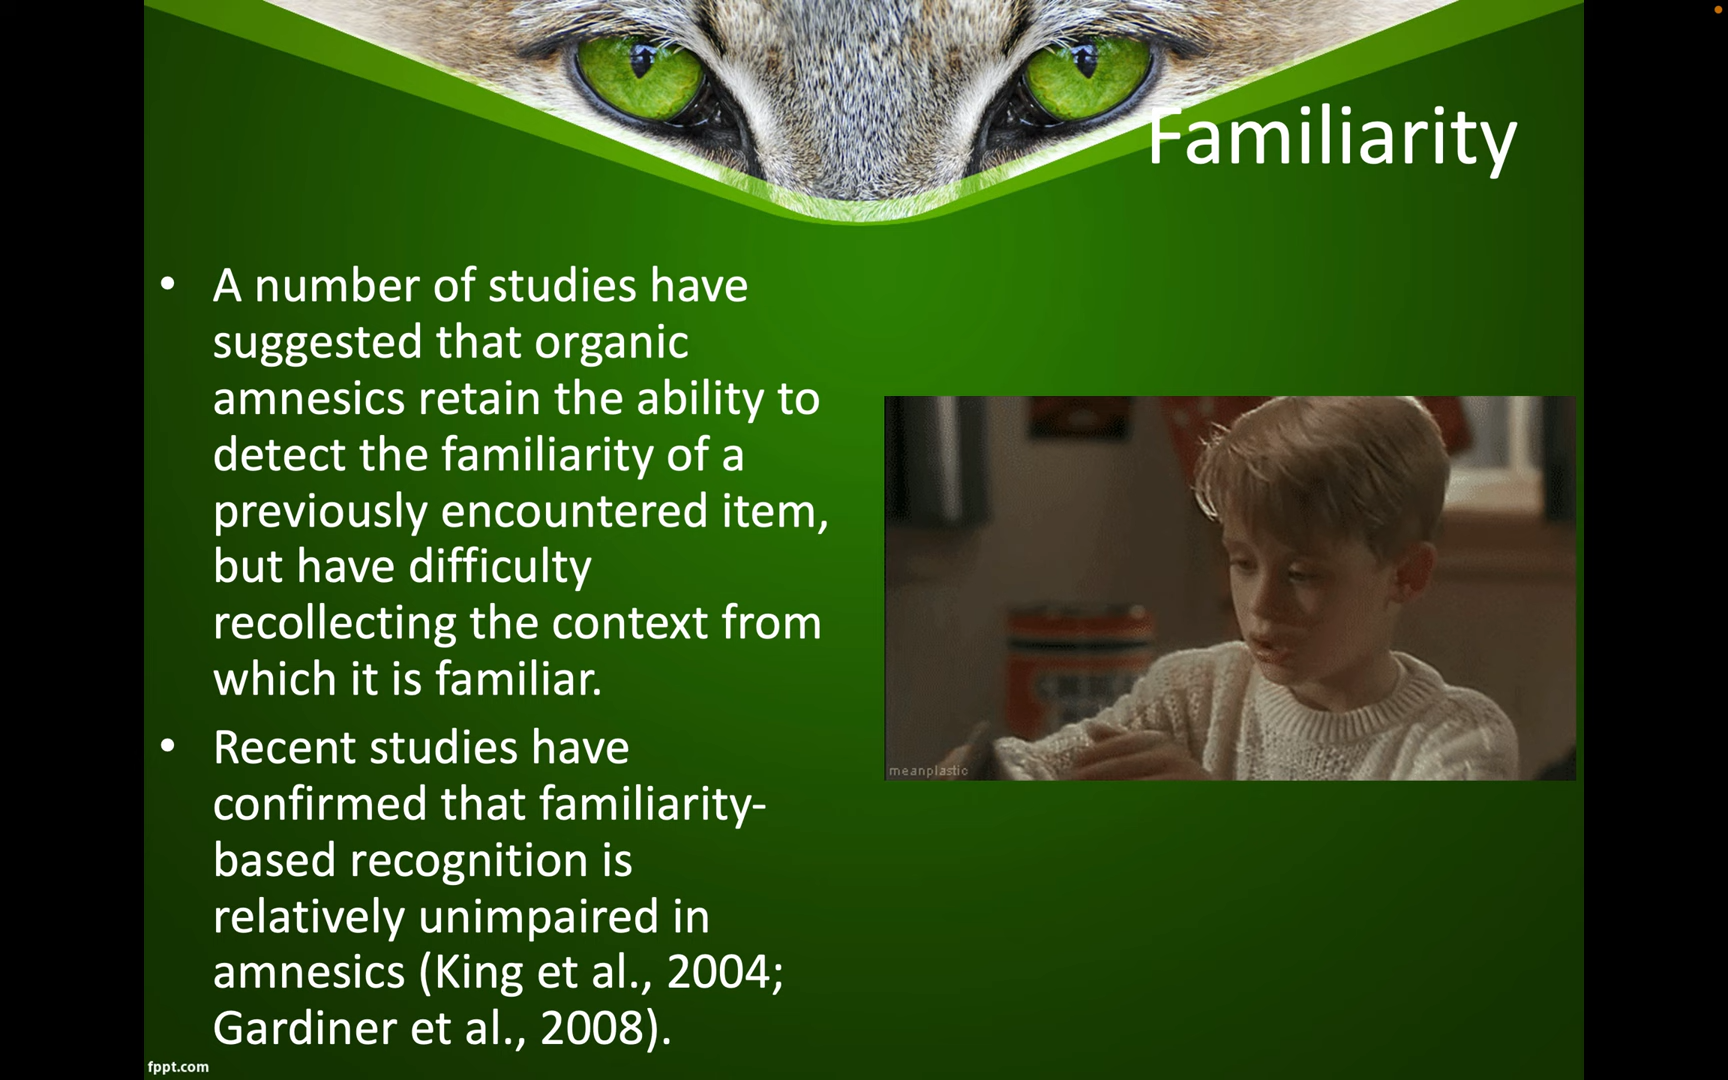 Familiarity
• A number of studies have
suggested that organic
amnesics retain the ability to
detect the familiarity of a
previously encountered item,
but have difficulty
recollecting the context from
which it is familiar.
• Recent studies have
confirmed that familiarity-
based recognition is
relatively unimpaired in
amnesics (King et al., 2004;
Gardiner et al., 2008).
meanplastic
fppt.com